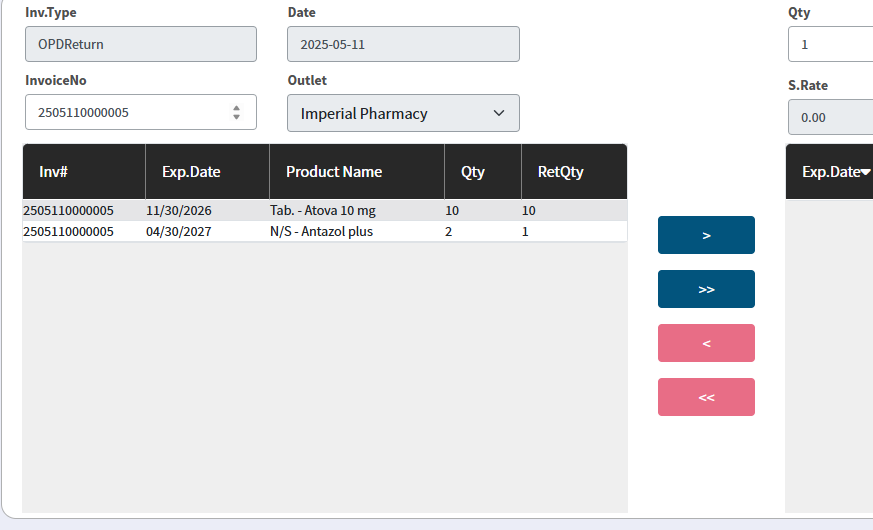 Inv.Type Date Qty
OPDReturn 2025-05-11 1
InvoiceNo Outlet S.Rate
2505110000005 Imperial Pharmacy 0.00
Inv# Exp.Date Product Name Qty RetQty Exp.Date
2505110000005 11/30/2026 Tab. - Atova 10 mg 10 10
2505110000005 04/30/2027 N/S - Antazol plus 2 1
>
>>
<
<<